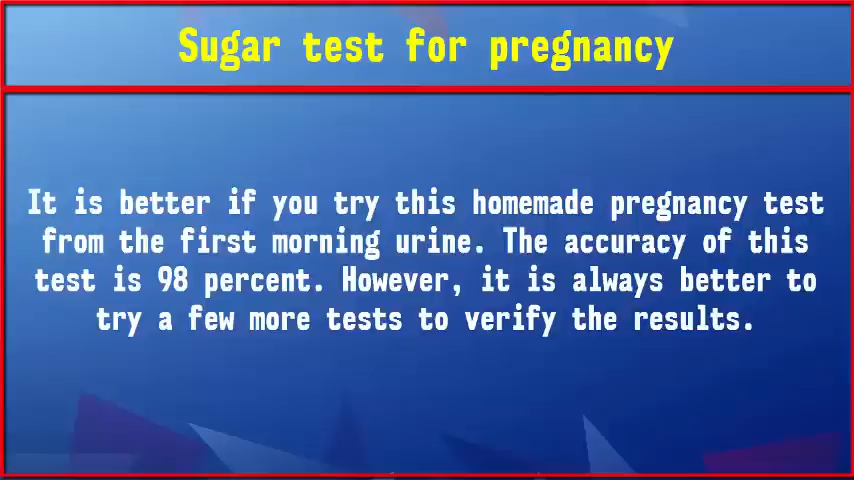 Sugar test for pregnancy
It is better if you try this homemade pregnancy test
from the first morning urine. The accuracy of this
test is 98 percent. However, it is always better to
try a few more tests to verify the results.